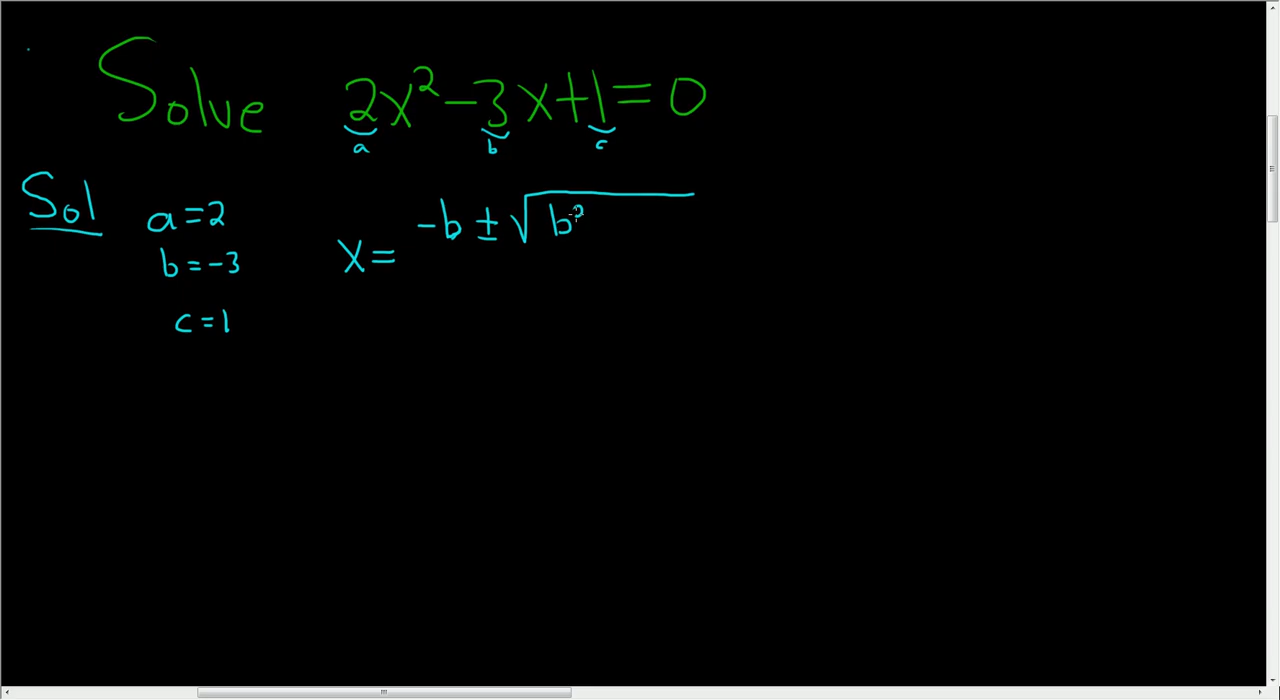 Solve 2x² - 3x + 1 = 0
a b c
Sol
a = 2
b = -3
c = 1
x = -b ± √b²